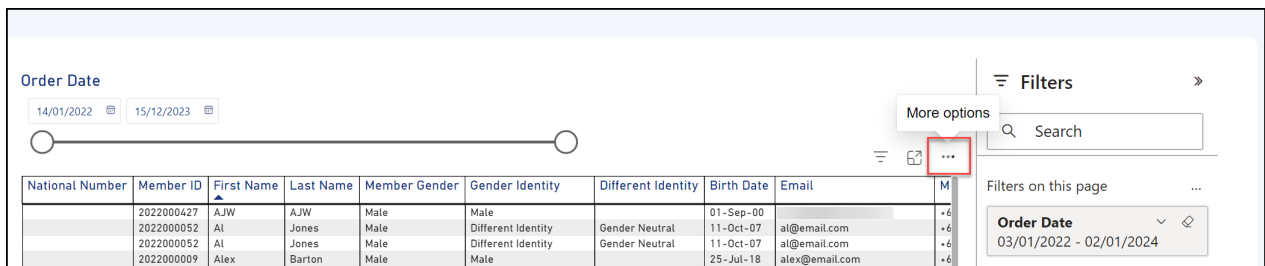 Order Date
14/01/2022 15/12/2023
More options
National Number Member ID First Name Last Name Member Gender Gender Identity Different Identity Birth Date Email M
2022000427 AJW AJW Male Male 01-Sep-00 +6
2022000052 Al Jones Male Different Identity Gender Neutral 11-Oct-07 al@email.com +6
2022000052 Al Jones Male Different Identity Gender Neutral 11-Oct-07 al@email.com +6
2022000009 Alex Barton Male Male 25-Jul-18 alex@email.com +6
Filters
Search
Filters on this page ...
Order Date
03/01/2022 - 02/01/2024